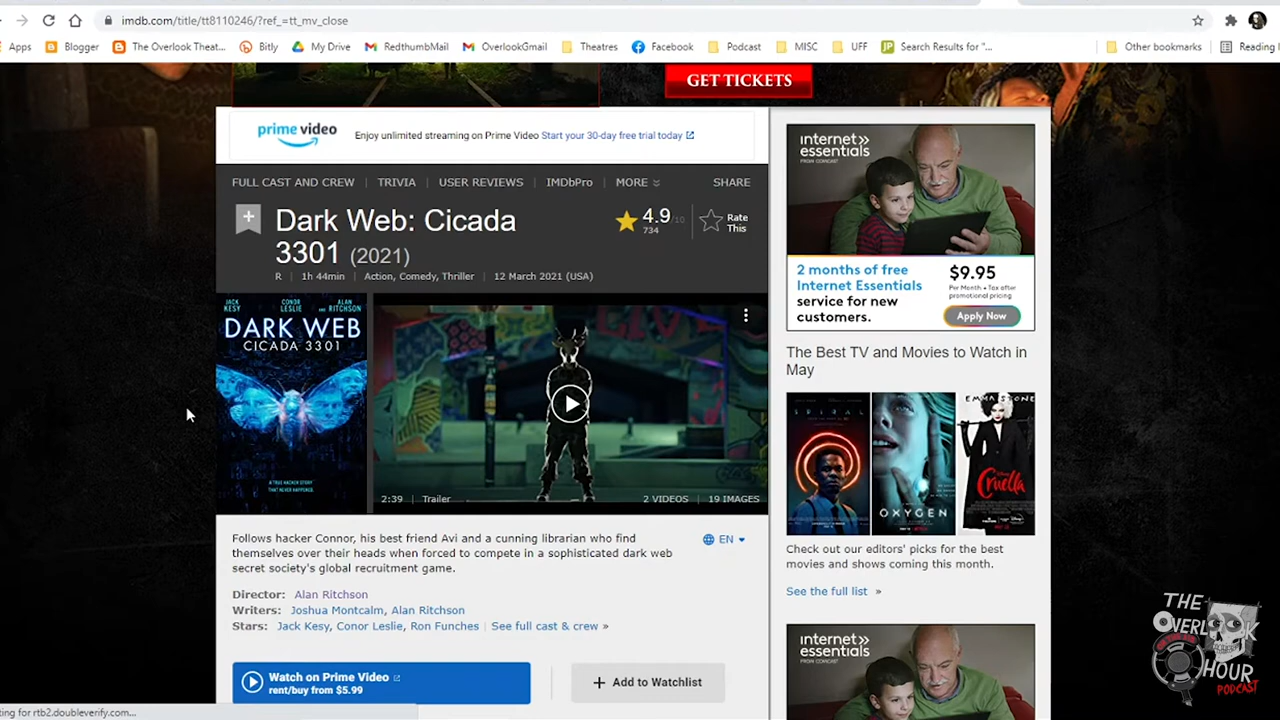 imdb.com/title/tt8110246/?ref_=tt_mv_close
Apps
Blogger
The Overlook Theat...
Bitly
My Drive
RedthumbMail
OverlookGmail
Theatres
Facebook
Podcast
MISC
UFF
Search Results for "...
Other bookmarks
Reading
GET TICKETS
prime video
Enjoy unlimited streaming on Prime Video Start your 30-day free trial today
FULL CAST AND CREW
TRIVIA
USER REVIEWS
IMDbPro
MORE
SHARE
Dark Web: Cicada
3301 (2021)
4.9/10
734
Rate
This
R | 1h 44min | Action, Comedy, Thriller | 12 March 2021 (USA)
JACK KESY
CONOR LESLIE
AND ALAN RITCHSON
DARK WEB
CICADA 3301
A TRUE HACKER STORY
THAT NEVER HAPPENED
LIVE
2:39 | Trailer
2 VIDEOS | 19 IMAGES
Follows hacker Connor, his best friend Avi and a cunning librarian who find
themselves over their heads when forced to compete in a sophisticated dark web
secret society's global recruitment game.
EN
Director: Alan Ritchson
Writers: Joshua Montcalm, Alan Ritchson
Stars: Jack Kesy, Conor Leslie, Ron Funches | See full cast & crew »
Watch on Prime Video
rent/buy from $5.99
+ Add to Watchlist
internet»
essentials
FROM COMCAST
2 months of free
Internet Essentials
service for new
customers.
$9.95
Per Month + Tax after
promotional pricing
Apply Now
The Best TV and Movies to Watch in
May
SPIRAL
OXYGEN
EMMA STONE
Cruella
Check out our editors' picks for the best
movies and shows coming this month.
See the full list »
internet»
essentials
FROM COMCAST
THE
OVERLOOK
HOUR
PODCAST
ting for rtb2.doubleverify.com...